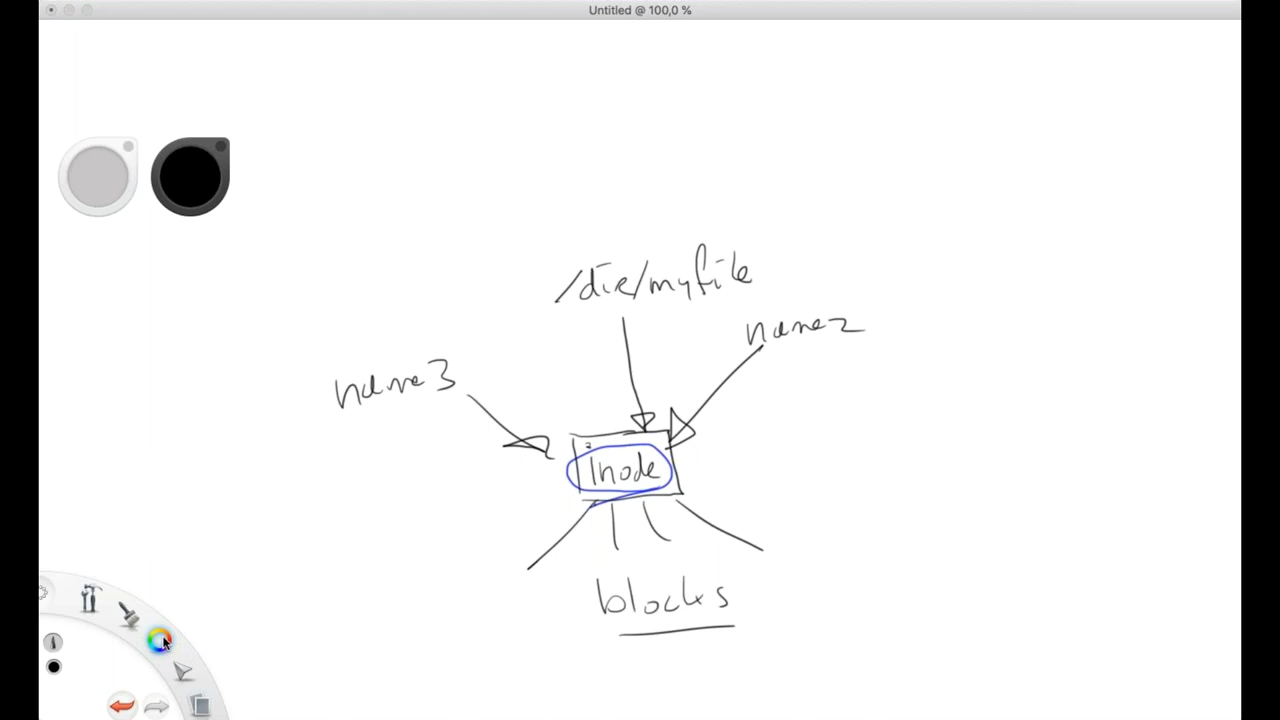 Untitled @ 100,0 %
/dir/myfile
name2
name3
Inode
blocks